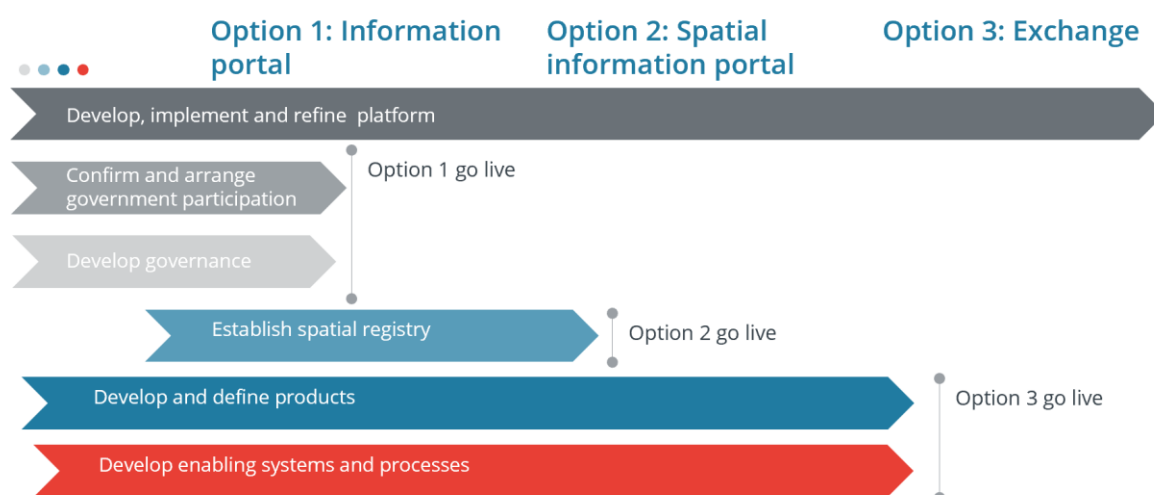 Option 1: Information
portal
Option 2: Spatial
information portal
Option 3: Exchange
Develop, implement and refine platform
Confirm and arrange
government participation
Option 1 go live
Develop governance
Establish spatial registry
Option 2 go live
Develop and define products
Option 3 go live
Develop enabling systems and processes